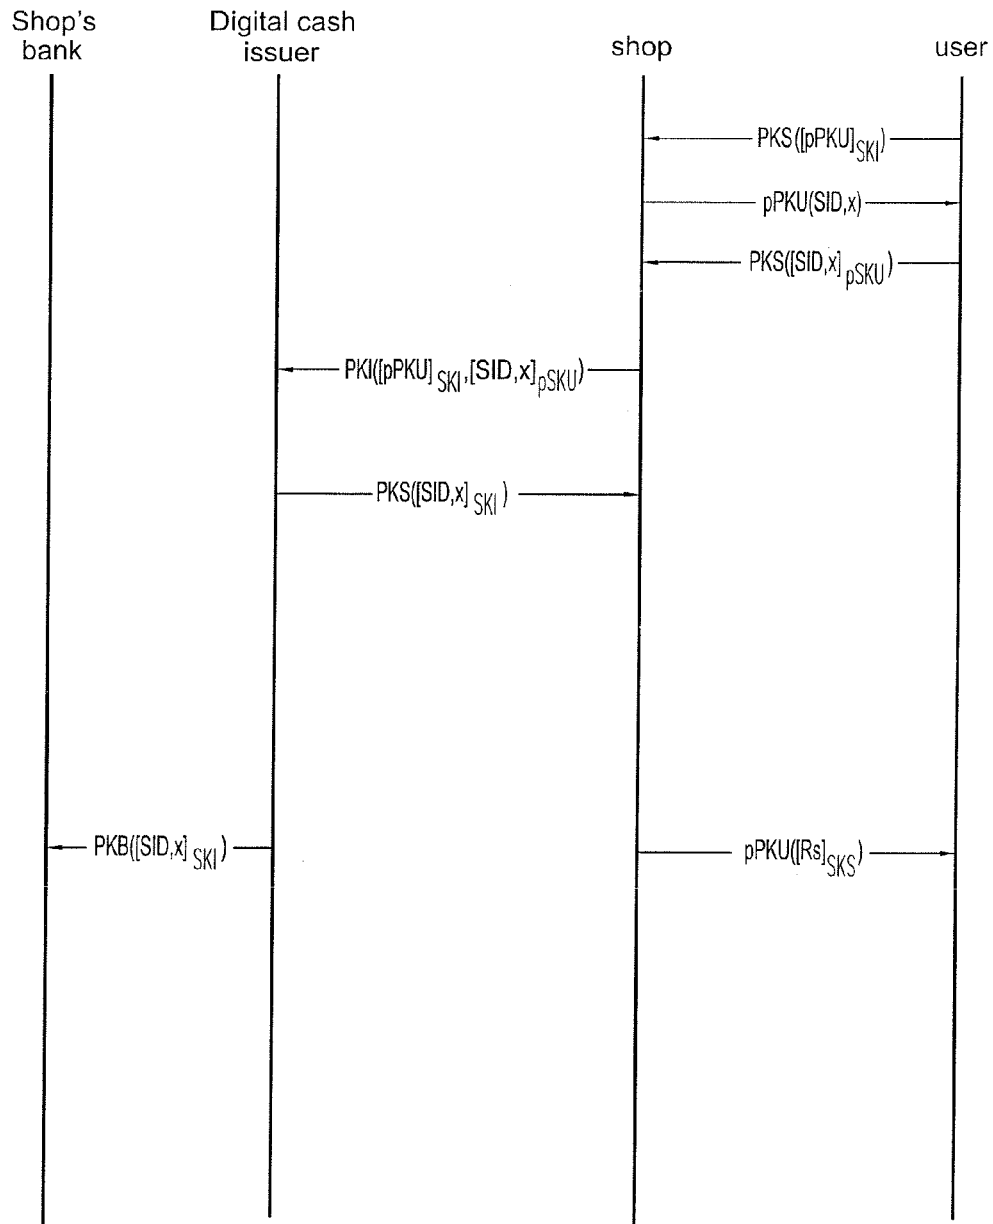 Shop's
bank
Digital cash
issuer
shop
user
PKS([pPKU]SKI)
pPKU(SID,x)
PKS([SID,x]pSKU)
PKI([pPKU]SKI,[SID,x]pSKU)
PKS([SID,x]SKI)
PKB([SID,x]SKI)
pPKU([Rs]SKS)